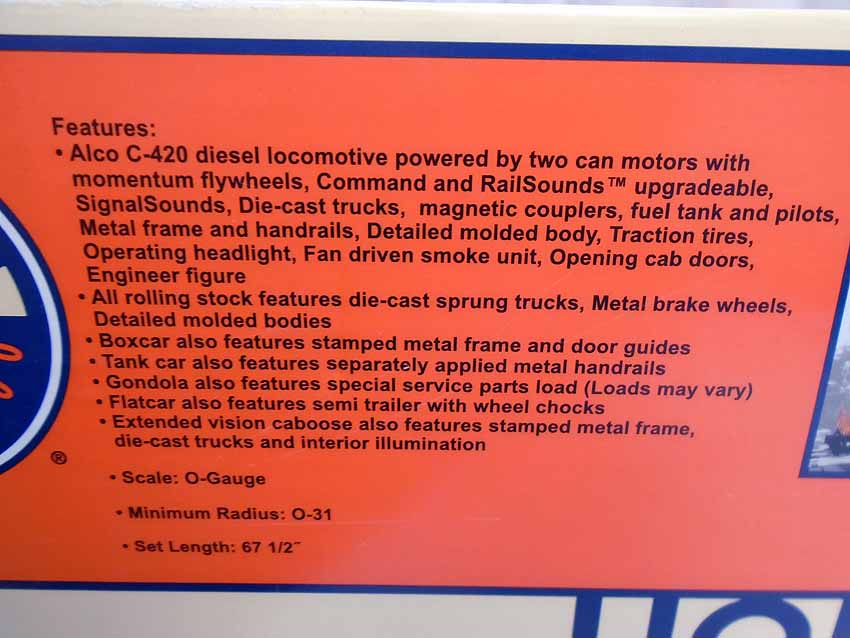 Features:
• Alco C-420 diesel locomotive powered by two can motors with
momentum flywheels, Command and RailSounds™ upgradeable,
SignalSounds, Die-cast trucks, magnetic couplers, fuel tank and pilots,
Metal frame and handrails, Detailed molded body, Traction tires,
Operating headlight, Fan driven smoke unit, Opening cab doors,
Engineer figure
• All rolling stock features die-cast sprung trucks, Metal brake wheels,
Detailed molded bodies
• Boxcar also features stamped metal frame and door guides
• Tank car also features separately applied metal handrails
• Gondola also features special service parts load (Loads may vary)
• Flatcar also features semi trailer with wheel chocks
• Extended vision caboose also features stamped metal frame,
die-cast trucks and interior illumination
®
• Scale: O-Gauge
• Minimum Radius: O-31
• Set Length: 67 1/2˝